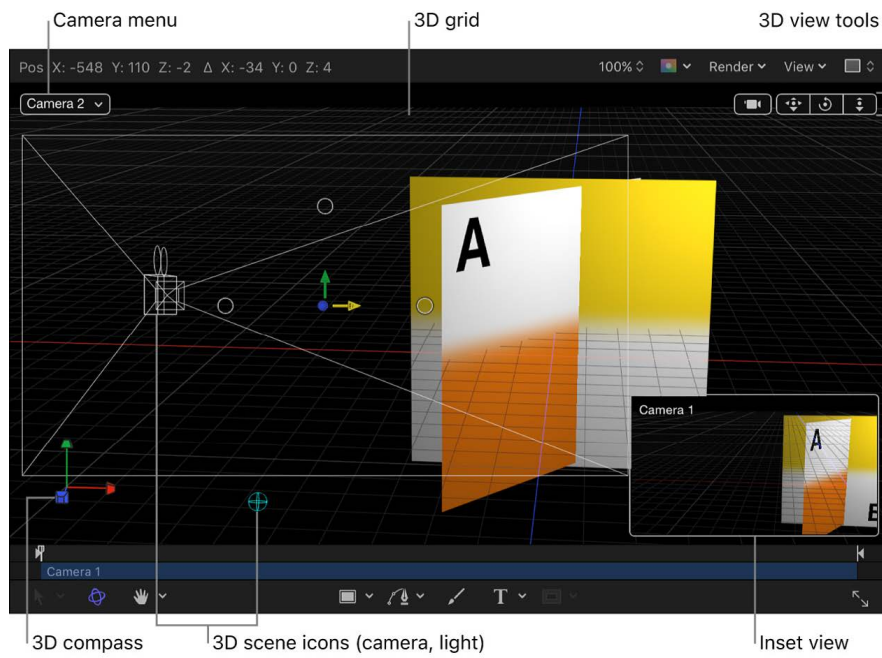 Camera menu
3D grid
3D view tools
Pos X: -548 Y: 110 Z: -2 Δ X: -34 Y: 0 Z: 4
100%
Render
View
Camera 2
A
Camera 1
A
E
Camera 1
T
3D compass
3D scene icons (camera, light)
Inset view